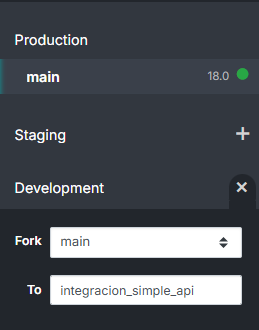 Production
main 18.0
Staging
Development
Fork main
To integracion_simple_api